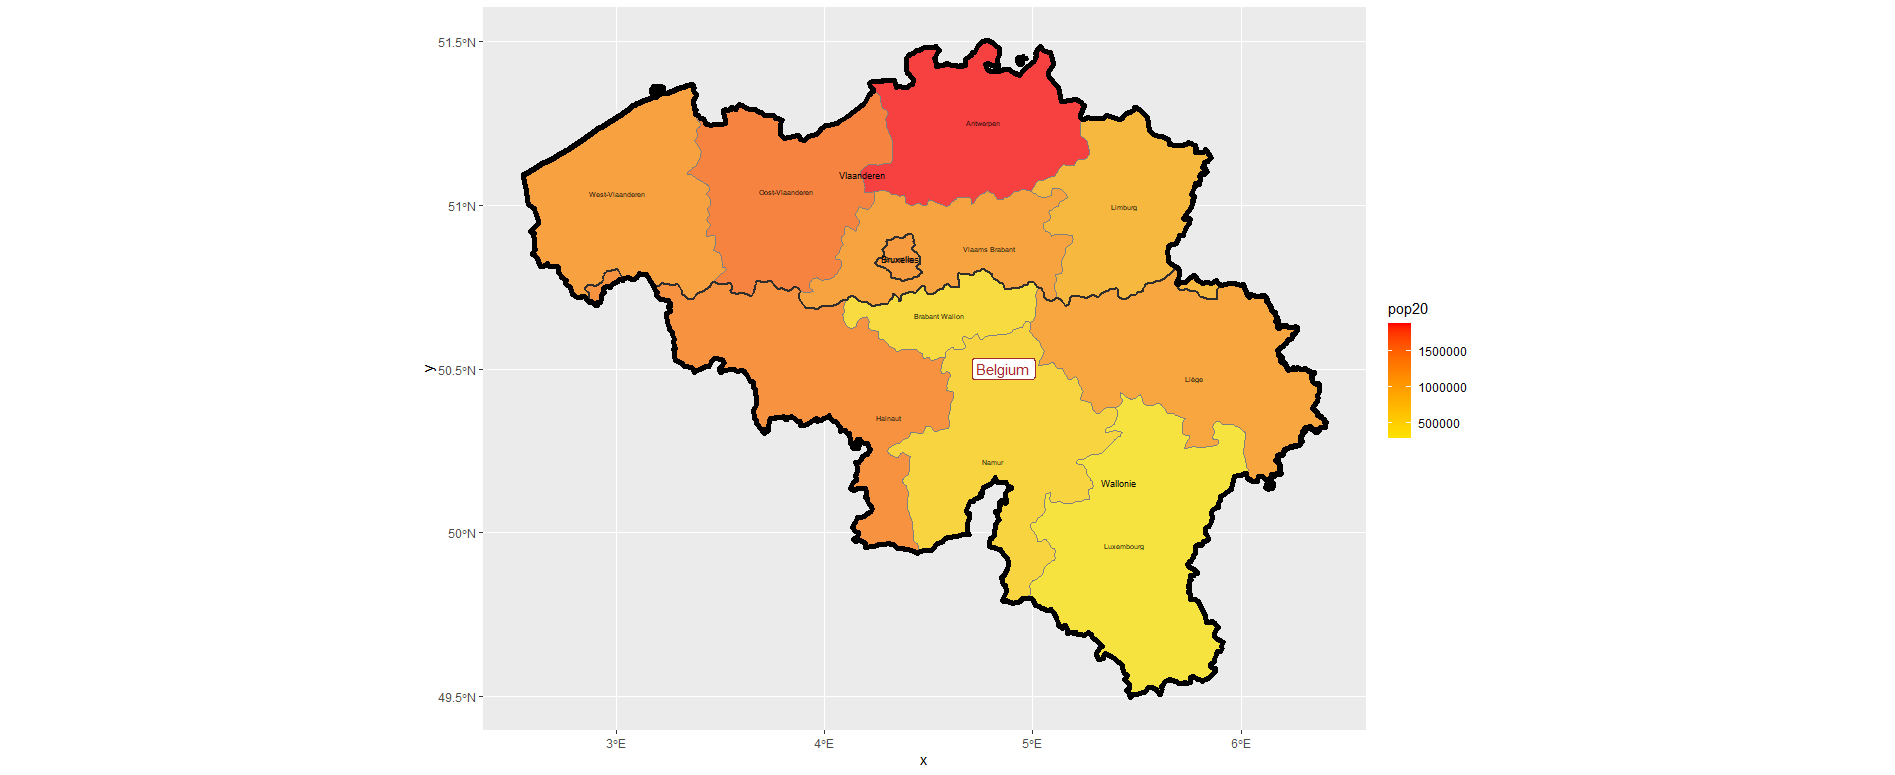 51.5°N
51°N
50.5°N
50°N
49.5°N
y
Antwerpen
Vlaanderen
West-Vlaanderen
Oost-Vlaanderen
Limburg
Vlaams Brabant
Bruxelles
Brabant Wallon
Belgium
Liège
Hainaut
Namur
Wallonie
Luxembourg
3°E
4°E
5°E
6°E
x
pop20
1500000
1000000
500000